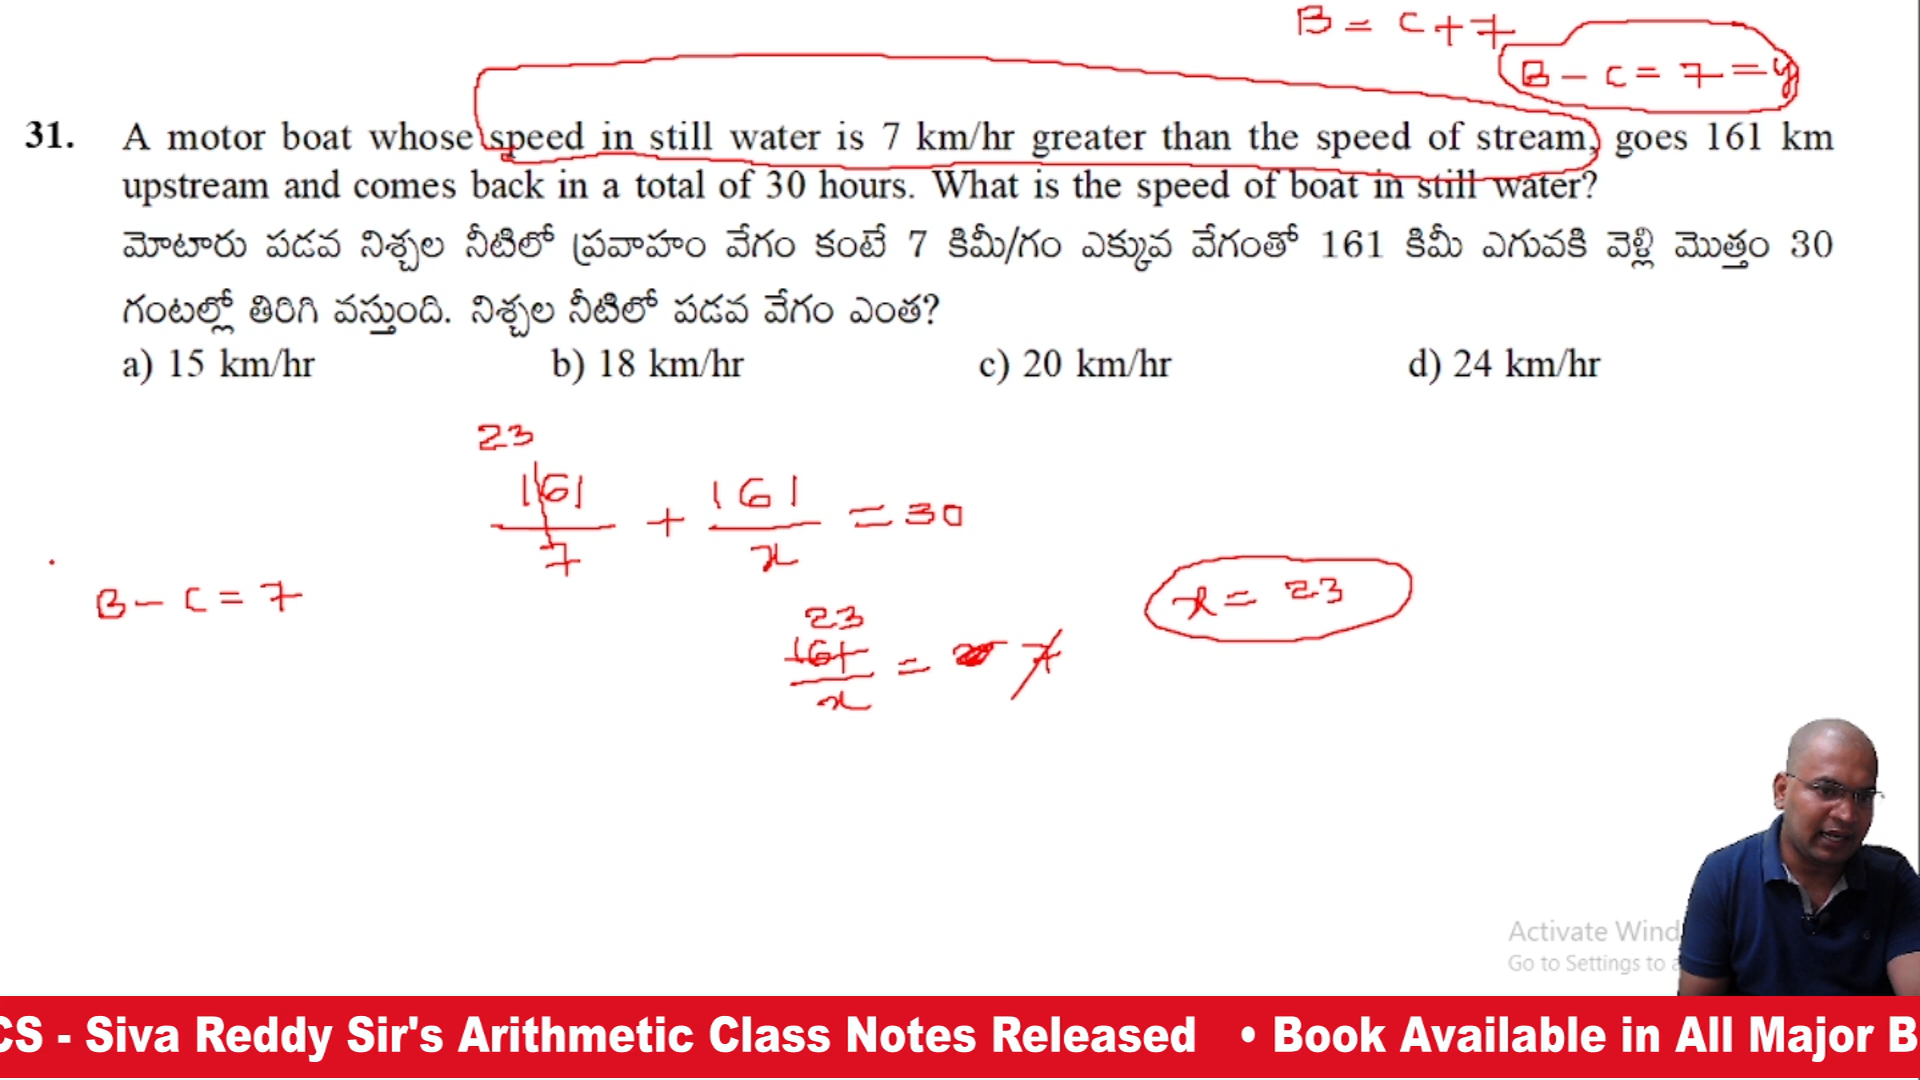 B = C + 7
B - C = 7 = y
31. A motor boat whose speed in still water is 7 km/hr greater than the speed of stream, goes 161 km
upstream and comes back in a total of 30 hours. What is the speed of boat in still water?
మోటారు పడవ నిశ్చల నీటిలో ప్రవాహం వేగం కంటే 7 కిమీ/గం ఎక్కువ వేగంతో 161 కిమీ ఎగువకి వెళ్లి మొత్తం 30
గంటల్లో తిరిగి వస్తుంది. నిశ్చల నీటిలో పడవ వేగం ఎంత?
a) 15 km/hr b) 18 km/hr c) 20 km/hr d) 24 km/hr
23
161/7 + 161/x = 30
B - C = 7
x = 23
23
161/x = 7
Activate Wind
Go to Settings to a
CS - Siva Reddy Sir's Arithmetic Class Notes Released • Book Available in All Major B